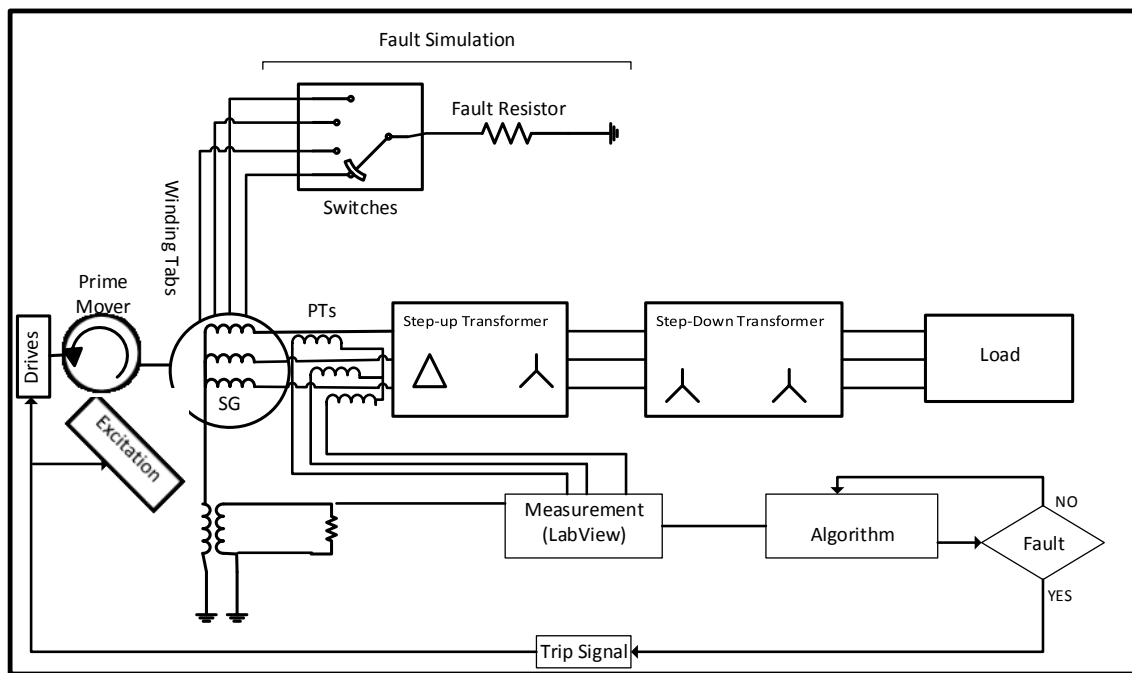 Fault Simulation
Fault Resistor
Switches
Winding Tabs
Prime
Mover
PTs
Step-up Transformer
Step-Down Transformer
Drives
Load
SG
Excitation
Measurement
(LabView)
Algorithm
NO
Fault
YES
Trip Signal